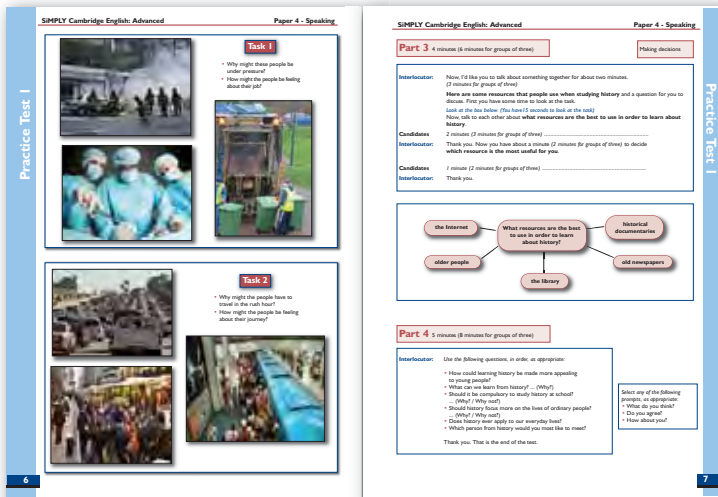 SiMPLY Cambridge English: Advanced Paper 4 - Speaking
Practice Test 1
Task 1
• Why might these people be
under pressure?
• How might the people be feeling
about their job?
Task 2
• Why might the people have to
travel in the rush hour?
• How might the people be feeling
about their journey?
6
SiMPLY Cambridge English: Advanced Paper 4 - Speaking
Practice Test 1
Part 3 4 minutes (6 minutes for groups of three)
Making decisions
Interlocutor: Now, I'd like you to talk about something together for about two minutes.
(3 minutes for groups of three)
Here are some resources that people use when studying history and a question for you to
discuss. First you have some time to look at the task.
Look at the box below. (You have15 seconds to look at the task)
Now, talk to each other about what resources are the best to use in order to learn about
history.
Candidates 2 minutes (3 minutes for groups of three) ..........................................................
Interlocutor: Thank you. Now you have about a minute (2 minutes for groups of three) to decide
which resource is the most useful for you.
Candidates 1 minute (2 minutes for groups of three) ..........................................................
Interlocutor: Thank you.
the Internet
What resources are the best
to use in order to learn
about history?
historical
documentaries
older people
old newspapers
the library
Part 4 5 minutes (8 minutes for groups of three)
Interlocutor: Use the following questions, in order, as appropriate:
• How could learning history be made more appealing
to young people?
• What can we learn from history? ... (Why?)
• Should it be compulsory to study history at school?
... (Why? / Why not?)
• Should history focus more on the lives of ordinary people?
... (Why? / Why not?)
• Does history ever apply to our everyday lives?
• Which person from history would you most like to meet?
Thank you. That is the end of the test.
Select any of the following
prompts, as appropriate:
• What do you think?
• Do you agree?
• How about you?
7